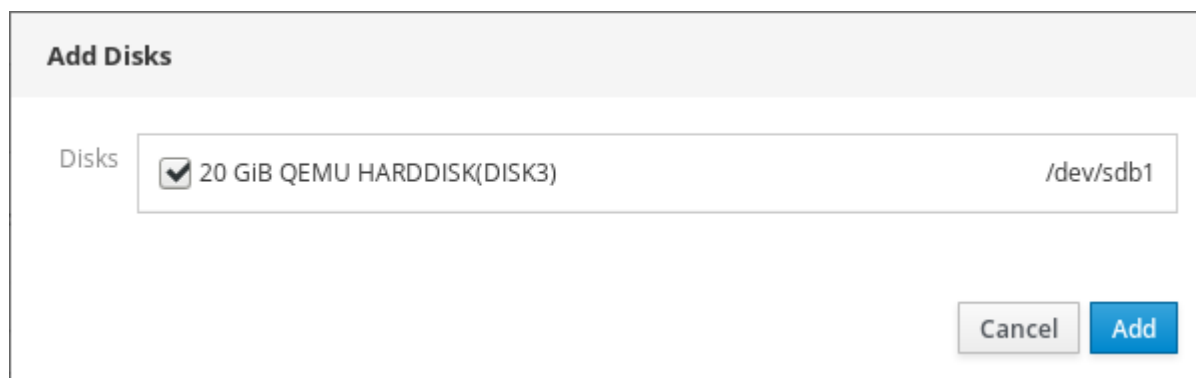 Add Disks
Disks 20 GiB QEMU HARDDISK(DISK3) /dev/sdb1
Cancel Add